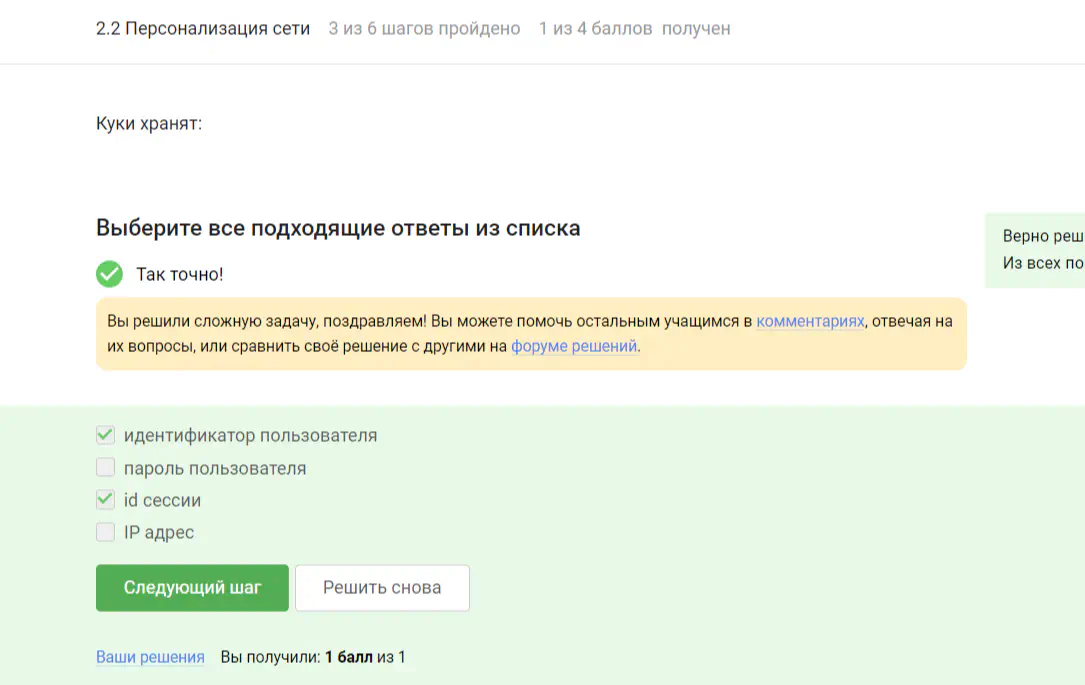 2.2 Персонализация сети 3 из 6 шагов пройдено 1 из 4 баллов получен
Куки хранят:
Выберите все подходящие ответы из списка
Верно реш
Из всех по
Так точно!
Вы решили сложную задачу, поздравляем! Вы можете помочь остальным учащимся в комментариях, отвечая на
их вопросы, или сравнить своё решение с другими на форуме решений.
идентификатор пользователя
пароль пользователя
id сессии
IP адрес
Следующий шаг Решить снова
Ваши решения Вы получили: 1 балл из 1